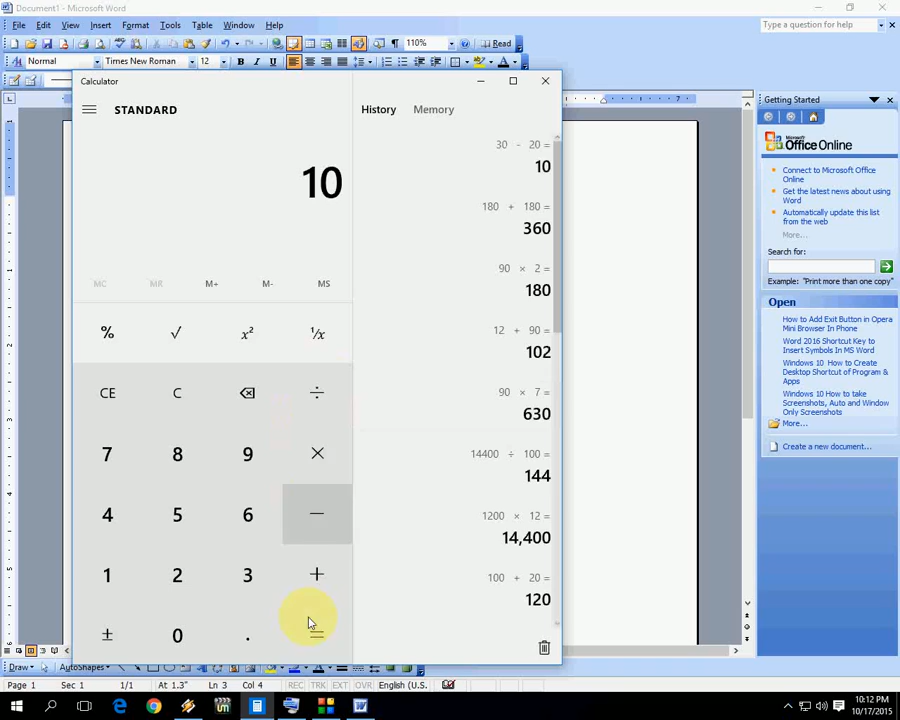 Document1 - Microsoft Word
File Edit View Insert Format Tools Table Window Help
Type a question for help
110% Read
Normal Times New Roman 12 B I U
Calculator
STANDARD
History Memory
10
MC MR M+ M- MS
% √ x² ¹/x
CE C ÷
7 8 9 ×
4 5 6 −
1 2 3 +
± 0 . =
30 - 20 =
10
180 + 180 =
360
90 × 2 =
180
12 + 90 =
102
90 × 7 =
630
14400 ÷ 100 =
144
1200 × 12 =
14,400
100 + 20 =
120
7
Getting Started
Office Online
Connect to Microsoft Office
Online
Get the latest news about using
Word
Automatically update this list
from the web
More...
Search for:
Example: "Print more than one copy"
Open
How to Add Exit Button in Opera
Mini Browser In Phone
Word 2016 Shortcut Key to
Insert Symbols In MS Word
Windows 10 How to Create
Desktop Shortcut of Program &
Apps
Windows 10 How to take
Screenshots, Auto and Window
Only Screenshots
More...
Create a new document...
Draw AutoShapes
Page 1 Sec 1 1/1 At 1.3" Ln 3 Col 4 REC TRK EXT OVR English (U.S.
10:12 PM
10/17/2015